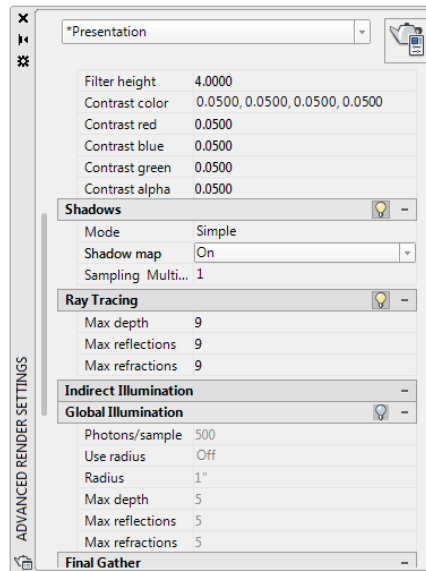 *Presentation
Filter height 4.0000
Contrast color 0.0500, 0.0500, 0.0500, 0.0500
Contrast red 0.0500
Contrast blue 0.0500
Contrast green 0.0500
Contrast alpha 0.0500
Shadows
Mode Simple
Shadow map On
Sampling Multi... 1
Ray Tracing
Max depth 9
Max reflections 9
Max refractions 9
Indirect Illumination
Global Illumination
Photons/sample 500
Use radius Off
Radius 1"
Max depth 5
Max reflections 5
Max refractions 5
Final Gather
ADVANCED RENDER SETTINGS